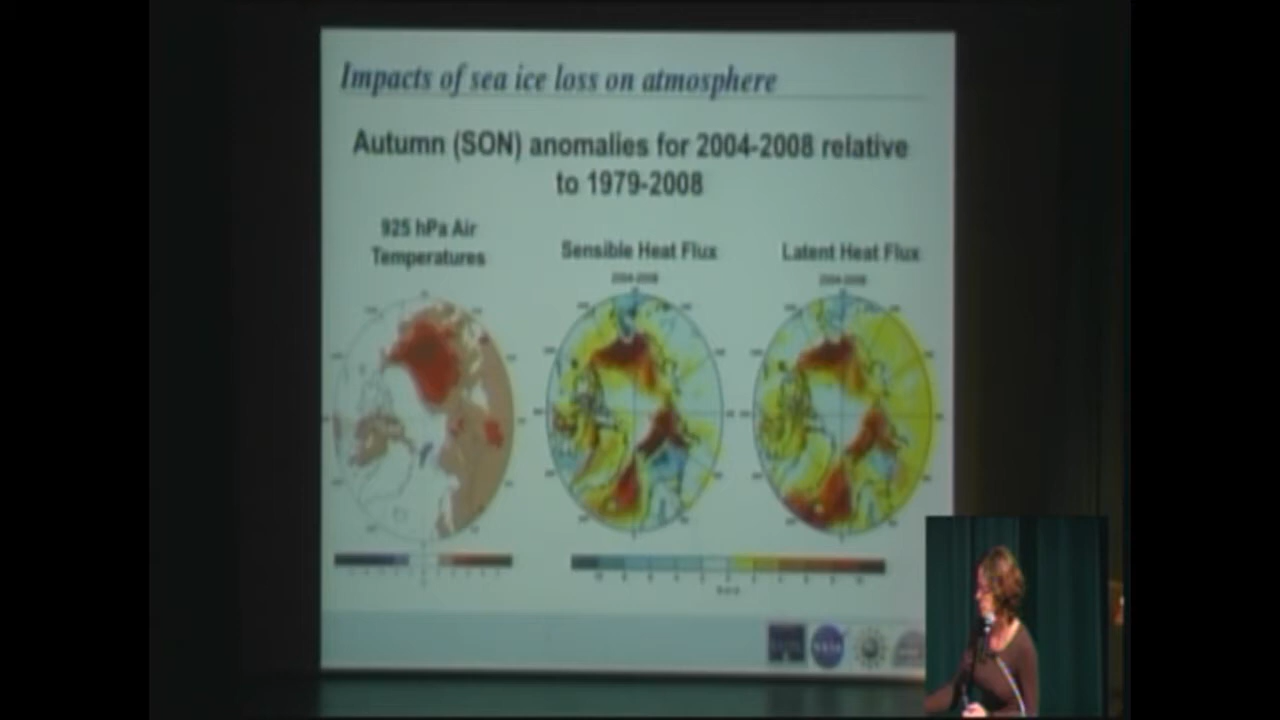 Impacts of sea ice loss on atmosphere
Autumn (SON) anomalies for 2004-2008 relative
to 1979-2008
925 hPa Air
Temperatures
Sensible Heat Flux
Latent Heat Flux
2004-2008
2004-2008
NASA